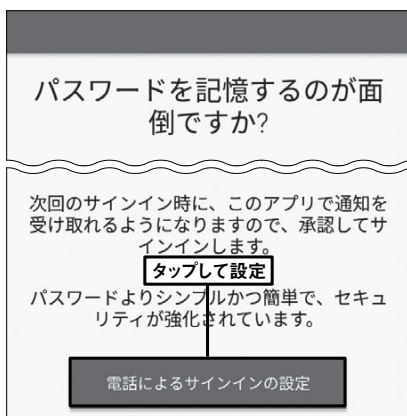 パスワードを記憶するのが面
倒ですか?
次回のサインイン時に、このアプリで通知を
受け取れるようになりますので、承認してサ
インインします。
タップして設定
パスワードよりシンプルかつ簡単で、セキュ
リティが強化されています。
電話によるサインインの設定